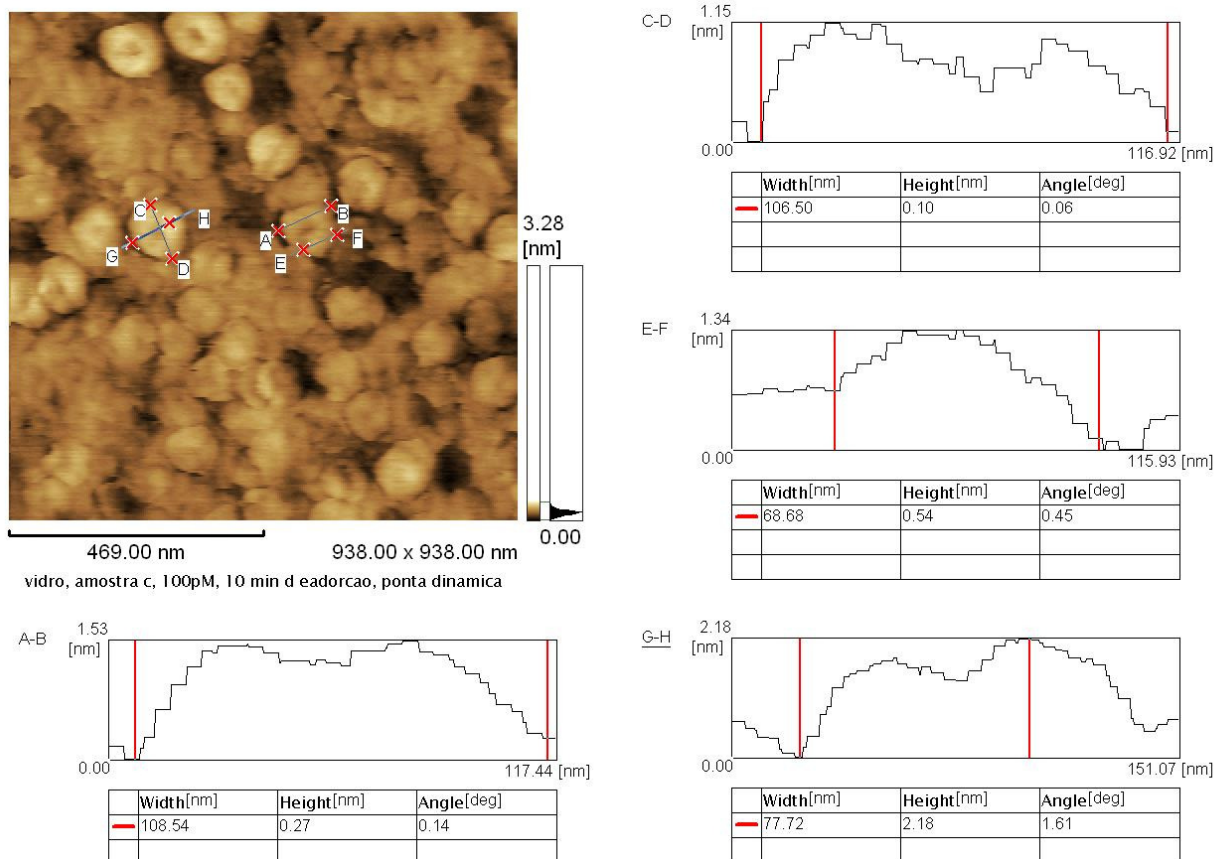 C
H
B
A
F
G
E
D
3.28
[nm]
0.00
469.00 nm
938.00 x 938.00 nm
vidro, amostra c, 100pM, 10 min d eadorcao, ponta dinamica
C-D
1.15
[nm]
0.00
116.92 [nm]
Width[nm] Height[nm] Angle[deg]
106.50 0.10 0.06
E-F
1.34
[nm]
0.00
115.93 [nm]
Width[nm] Height[nm] Angle[deg]
68.68 0.54 0.45
A-B
1.53
[nm]
0.00
117.44 [nm]
Width[nm] Height[nm] Angle[deg]
108.54 0.27 0.14
G-H
2.18
[nm]
0.00
151.07 [nm]
Width[nm] Height[nm] Angle[deg]
77.72 2.18 1.61